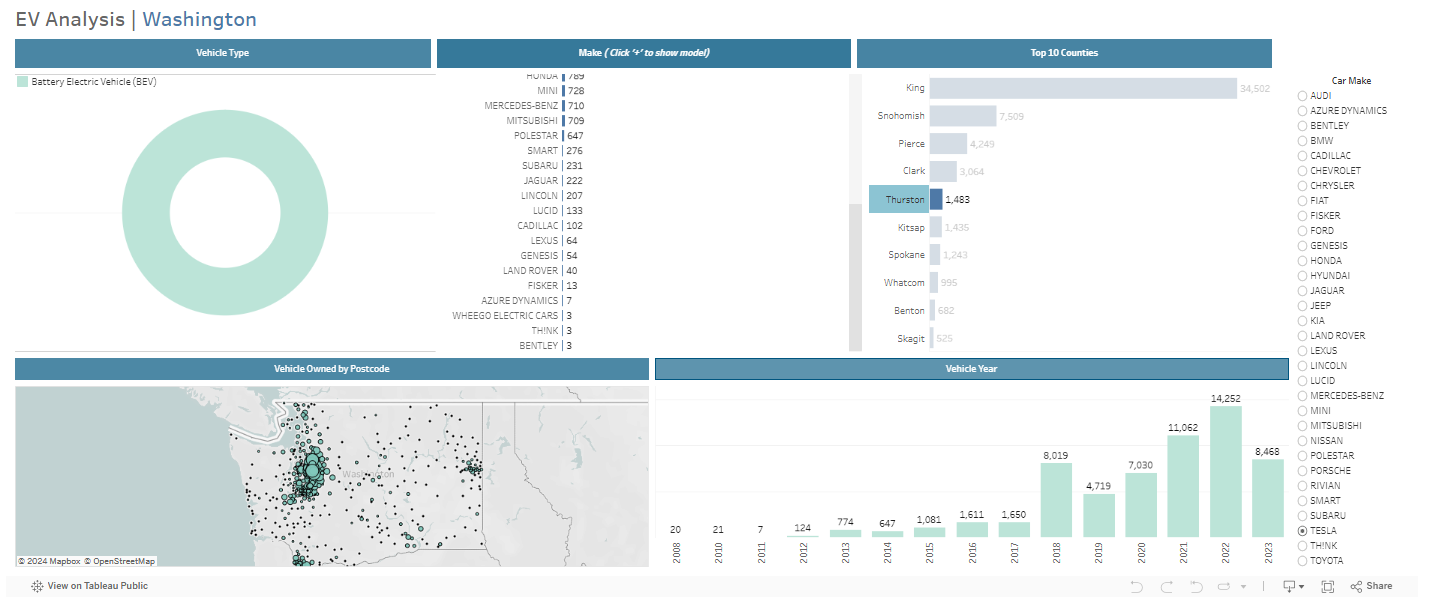 EV Analysis | Washington
Vehicle Type
Battery Electric Vehicle (BEV)
Make ( Click '+' to show model)
HONDA 789
MINI 728
MERCEDES-BENZ 710
MITSUBISHI 709
POLESTAR 647
SMART 276
SUBARU 231
JAGUAR 222
LINCOLN 207
LUCID 133
CADILLAC 102
LEXUS 64
GENESIS 54
LAND ROVER 40
FISKER 13
AZURE DYNAMICS 7
WHEEGO ELECTRIC CARS 3
TH!NK 3
BENTLEY 3
Top 10 Counties
King 34,502
Snohomish 7,509
Pierce 4,249
Clark 3,064
Thurston 1,483
Kitsap 1,435
Spokane 1,243
Whatcom 995
Benton 682
Skagit 525
Car Make
AUDI
AZURE DYNAMICS
BENTLEY
BMW
CADILLAC
CHEVROLET
CHRYSLER
FIAT
FISKER
FORD
GENESIS
HONDA
HYUNDAI
JAGUAR
JEEP
KIA
LAND ROVER
LEXUS
LINCOLN
LUCID
MERCEDES-BENZ
MINI
MITSUBISHI
NISSAN
POLESTAR
PORSCHE
RIVIAN
SMART
SUBARU
TESLA
TH!NK
TOYOTA
Vehicle Owned by Postcode
Washington
© 2024 Mapbox © OpenStreetMap
Vehicle Year
20 21 7 124 774 647 1,081 1,611 1,650 8,019 4,719 7,030 11,062 14,252 8,468
2008 2010 2011 2012 2013 2014 2015 2016 2017 2018 2019 2020 2021 2022 2023
View on Tableau Public
Share